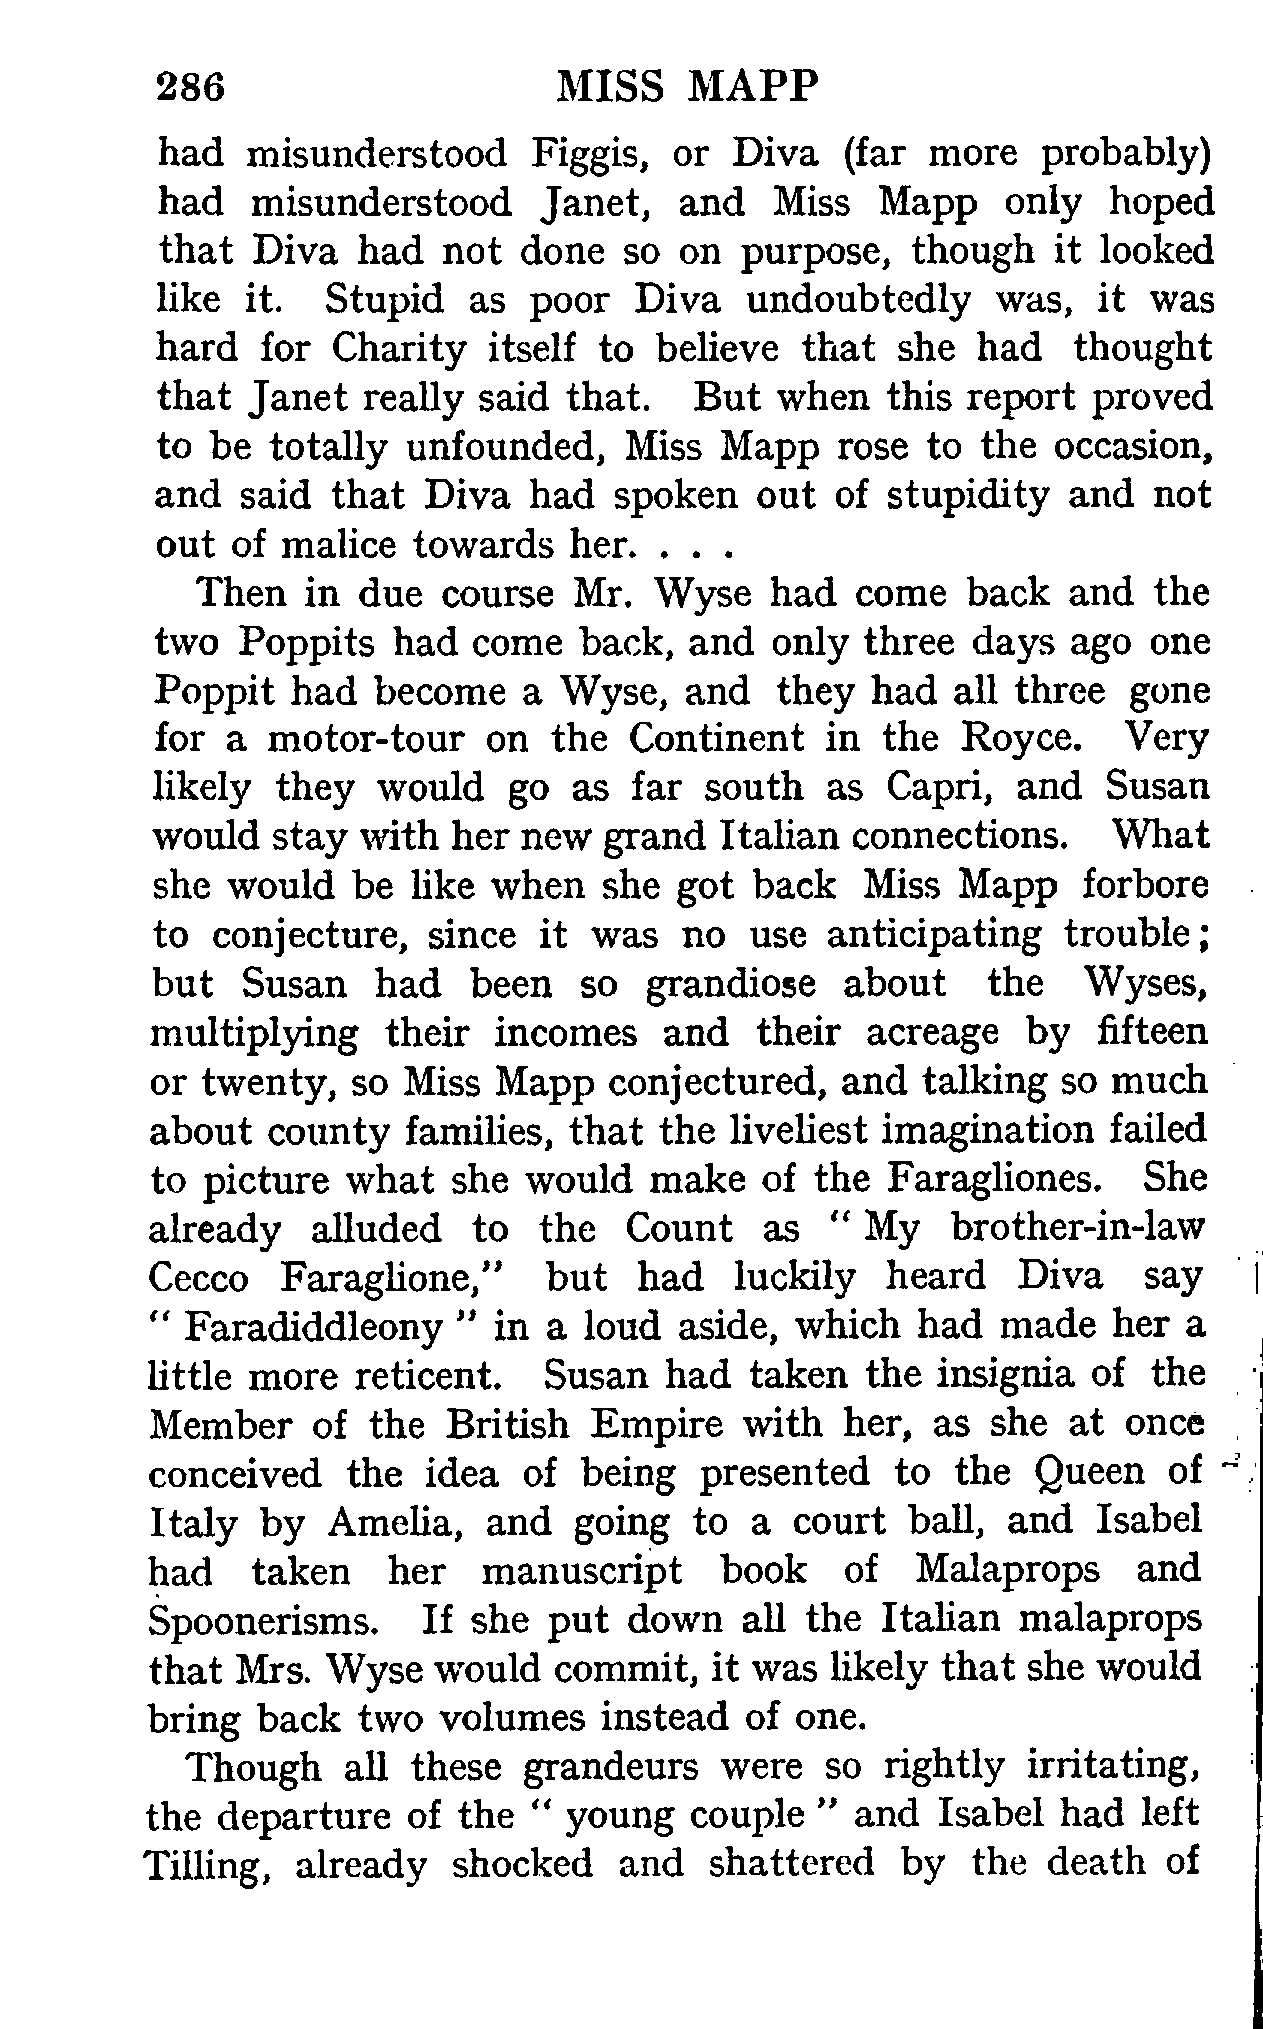 286 MISS MAPP
had misunderstood Figgis, or Diva (far more probably)
had misunderstood Janet, and Miss Mapp only hoped
that Diva had not done so on purpose, though it looked
like it. Stupid as poor Diva undoubtedly was, it was
hard for Charity itself to believe that she had thought
that Janet really said that. But when this report proved
to be totally unfounded, Miss Mapp rose to the occasion,
and said that Diva had spoken out of stupidity and not
out of malice towards her. . . .
Then in due course Mr. Wyse had come back and the
two Poppits had come back, and only three days ago one
Poppit had become a Wyse, and they had all three gone
for a motor-tour on the Continent in the Royce. Very
likely they would go as far south as Capri, and Susan
would stay with her new grand Italian connections. What
she would be like when she got back Miss Mapp forbore
to conjecture, since it was no use anticipating trouble ;
but Susan had been so grandiose about the Wyses,
multiplying their incomes and their acreage by fifteen
or twenty, so Miss Mapp conjectured, and talking so much
about county families, that the liveliest imagination failed
to picture what she would make of the Faragliones. She
already alluded to the Count as " My brother-in-law
Cecco Faraglione," but had luckily heard Diva say
" Faradiddleony " in a loud aside, which had made her a
little more reticent. Susan had taken the insignia of the
Member of the British Empire with her, as she at once
conceived the idea of being presented to the Queen of
Italy by Amelia, and going to a court ball, and Isabel
had taken her manuscript book of Malaprops and
Spoonerisms. If she put down all the Italian malaprops
that Mrs. Wyse would commit, it was likely that she would
bring back two volumes instead of one.
Though all these grandeurs were so rightly irritating,
the departure of the " young couple " and Isabel had left
Tilling, already shocked and shattered by the death of